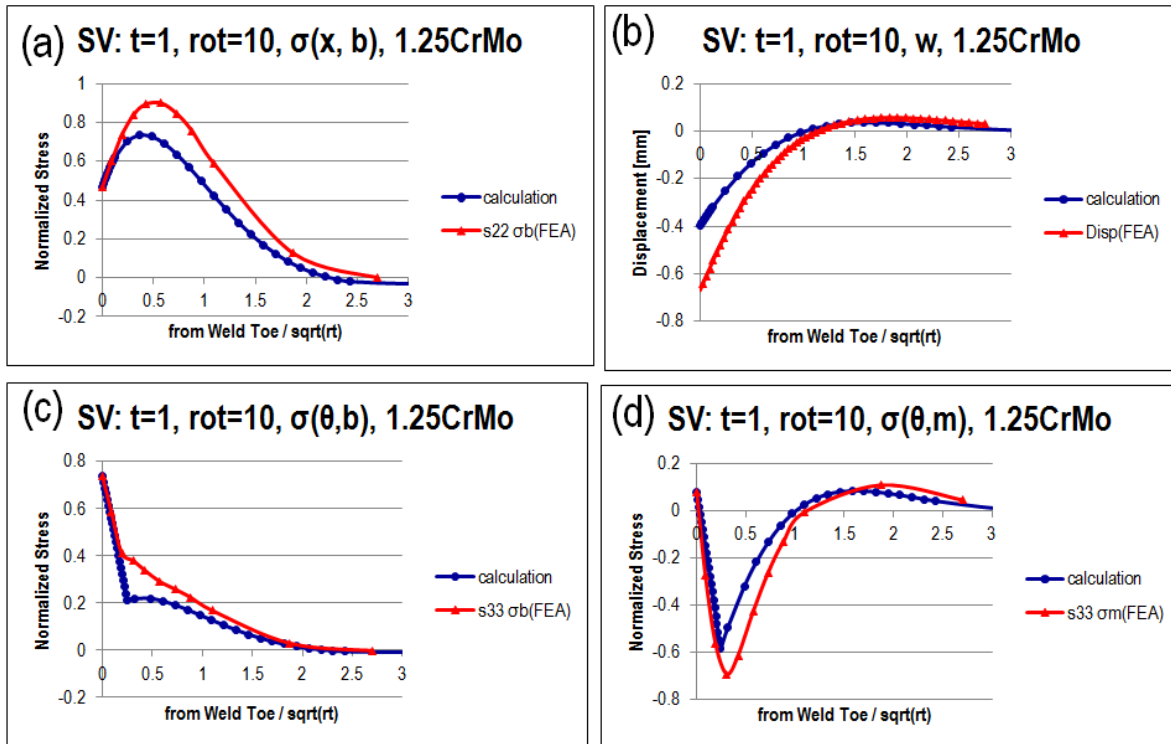 (a) SV: t=1, rot=10, σ(x, b), 1.25CrMo
1
0.8
0.6
0.4
0.2
0
-0.2
0 0.5 1 1.5 2 2.5 3
Normalized Stress
from Weld Toe / sqrt(rt)
calculation
s22 σb(FEA)
(b) SV: t=1, rot=10, w, 1.25CrMo
0.2
0
-0.2
-0.4
-0.6
-0.8
0 0.5 1 1.5 2 2.5 3
Displacement [mm]
from Weld Toe / sqrt(rt)
calculation
Disp(FEA)
(c) SV: t=1, rot=10, σ(θ,b), 1.25CrMo
0.8
0.6
0.4
0.2
0
-0.2
0 0.5 1 1.5 2 2.5 3
Normalized Stress
from Weld Toe / sqrt(rt)
calculation
s33 σb(FEA)
(d) SV: t=1, rot=10, σ(θ,m), 1.25CrMo
0.2
0
-0.2
-0.4
-0.6
-0.8
0 0.5 1 1.5 2 2.5 3
Normalized Stress
from Weld Toe / sqrt(rt)
calculation
s33 σm(FEA)